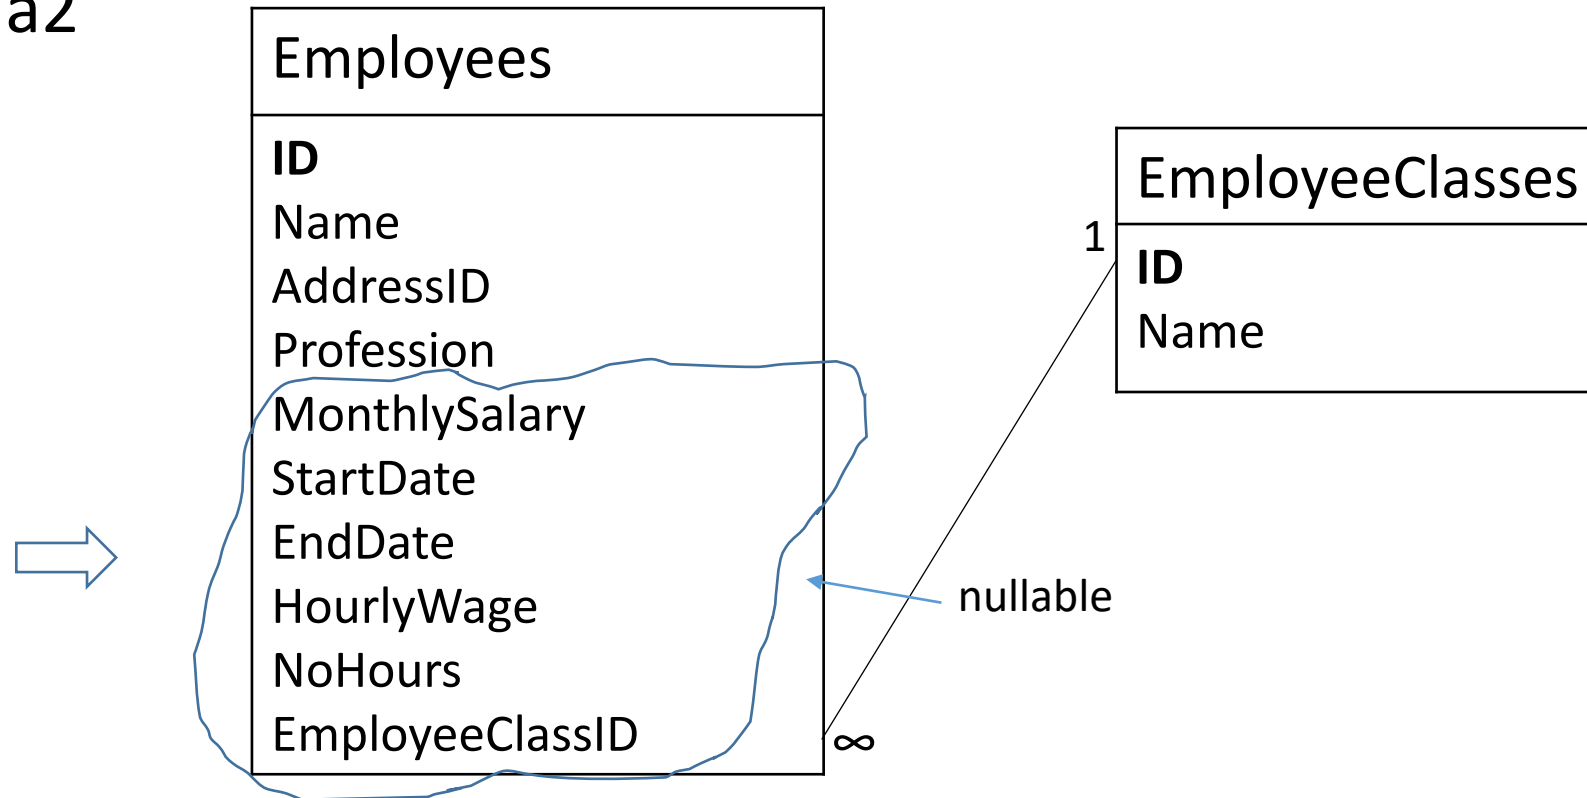 a2
Employees
ID
Name
AddressID
Profession
MonthlySalary
StartDate
EndDate
HourlyWage
NoHours
EmployeeClassID
∞
1
EmployeeClasses
ID
Name
nullable